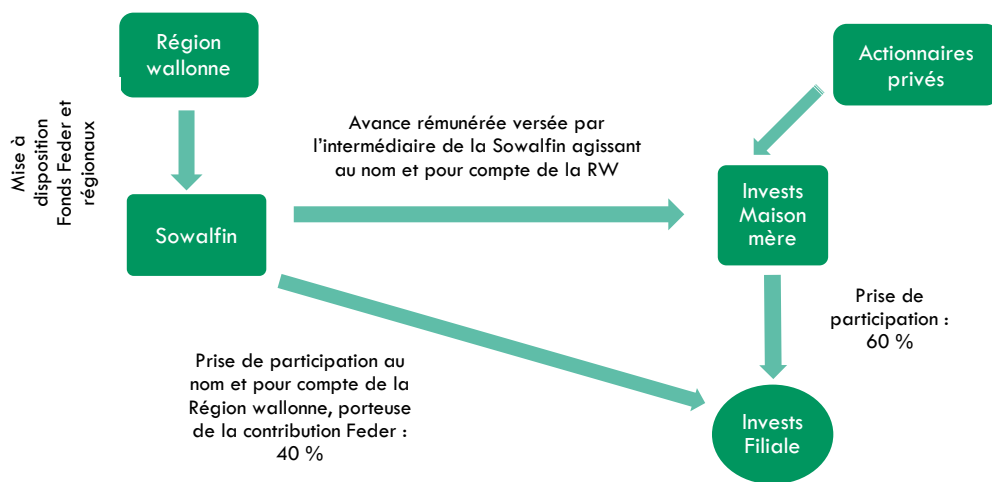 Région
wallonne
Actionnaires
privés
Mise à
disposition
Fonds Feder et
régionaux
Avance rémunérée versée par
l'intermédiaire de la Sowalfin agissant
au nom et pour compte de la RW
Sowalfin
Invests
Maison
mère
Prise de
participation :
60 %
Prise de participation au
nom et pour compte de la
Région wallonne, porteuse
de la contribution Feder :
40 %
Invests
Filiale